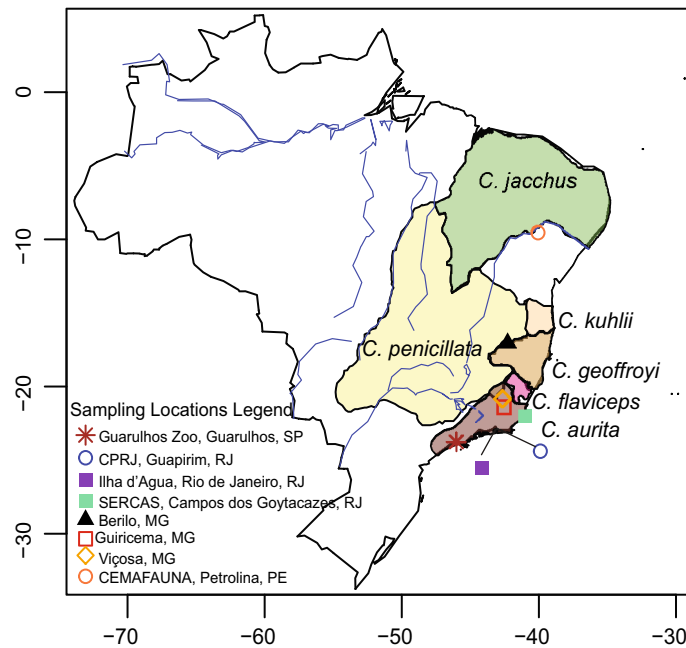 0
−10
−20
−30
C. jacchus
C. kuhlii
C. penicillata
C. geoffroyi
C. flaviceps
C. aurita
Sampling Locations Legend
Guarulhos Zoo, Guarulhos, SP
CPRJ, Guapirim, RJ
Ilha d'Agua, Rio de Janeiro, RJ
SERCAS, Campos dos Goytacazes, RJ
Berilo, MG
Guiricema, MG
Viçosa, MG
CEMAFAUNA, Petrolina, PE
−70 −60 −50 −40 −30